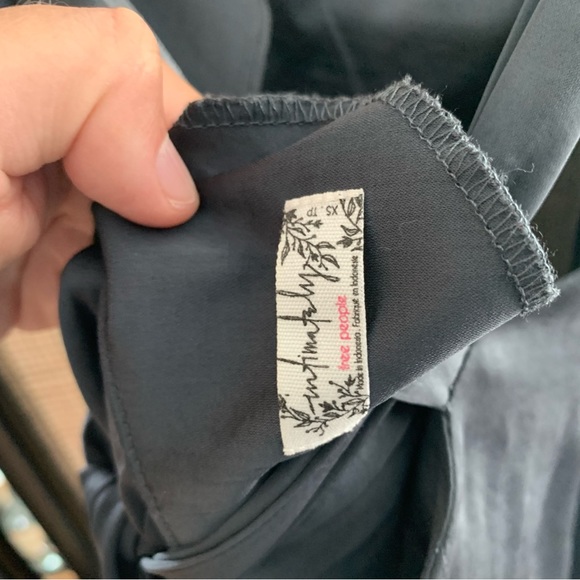 XS . TP
intimately
free people
Made in Indonesia . Fabriqué en Indonésie